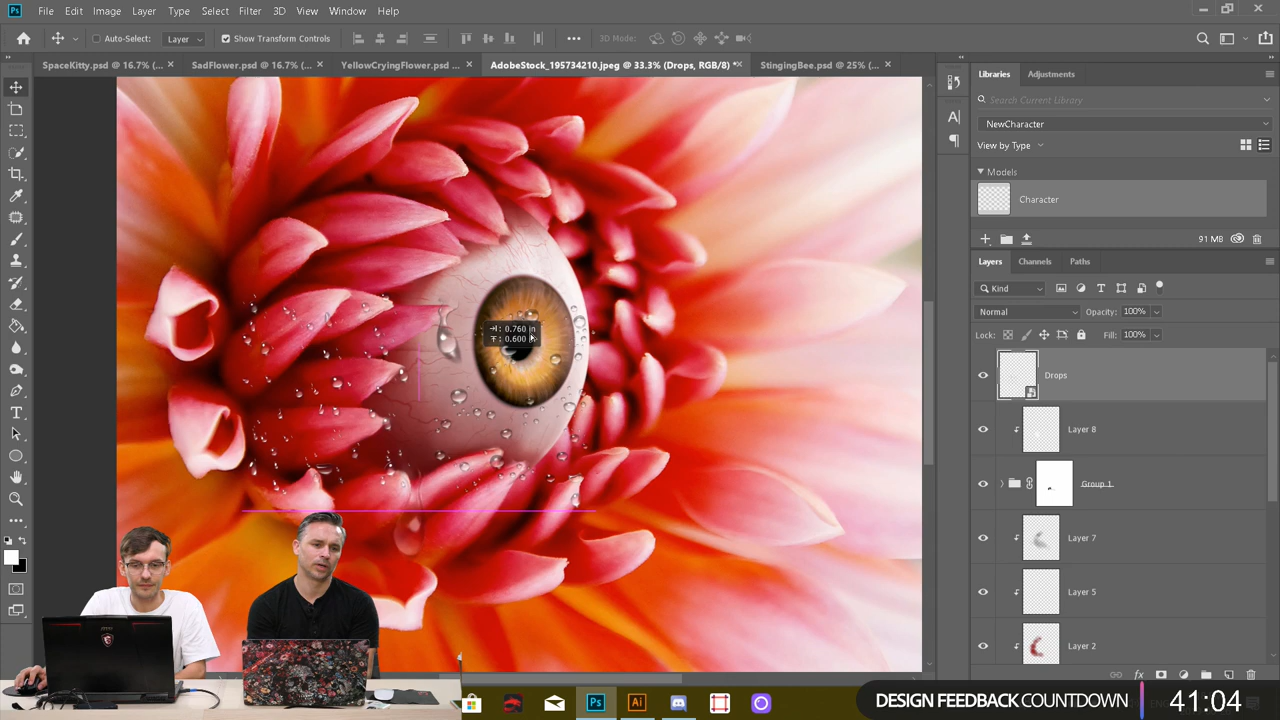 Ps File Edit Image Layer Type Select Filter 3D View Window Help
Auto-Select: Layer Show Transform Controls 3D Mode:
SpaceKitty.psd @ 16.7% (... × SadFlower.psd @ 16.7% (... × YellowCryingFlower.psd ... × AdobeStock_195734210.jpeg @ 33.3% (Drops, RGB/8) * × StingingBee.psd @ 25% (... ×
Libraries Adjustments
Search Current Library
NewCharacter
View by Type
Models
Character
91 MB
Layers Channels Paths
Kind
Normal Opacity: 100%
Lock: Fill: 100%
Drops
Layer 8
Group 1
Layer 7
Layer 5
Layer 2
: 0.760 in
: 0.600
Ps Ai
DESIGN FEEDBACK COUNTDOWN 41:04